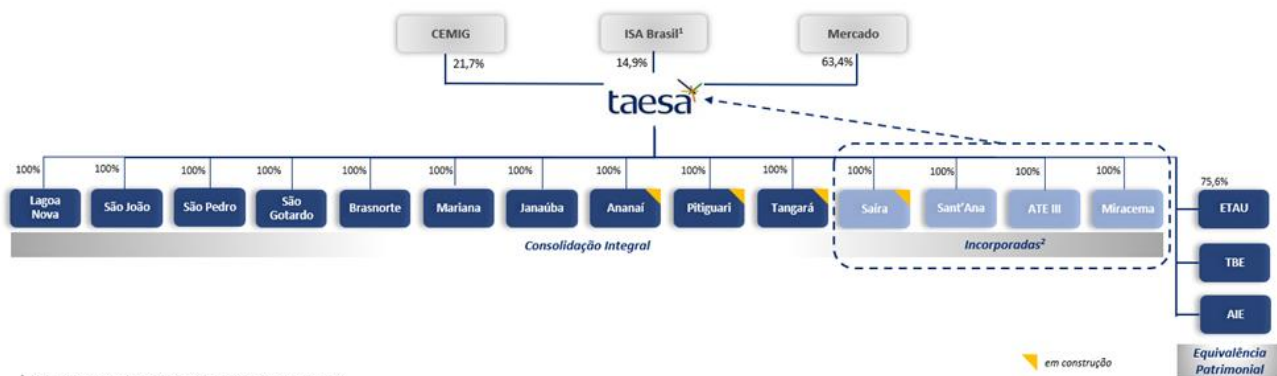 CEMIG
ISA Brasil¹
Mercado
21,7%
14,9%
63,4%
taesa
100%
100%
100%
100%
100%
100%
100%
100%
100%
100%
100%
100%
100%
100%
75,6%
Lagoa
Nova
São João
São Pedro
São
Gotardo
Brasnorte
Mariana
Janaúba
Ananaí
Pitiguari
Tangará
Saíra
Sant'Ana
ATE III
Miracema
ETAU
Consolidação Integral
Incorporadas²
TBE
AIE
em construção
Equivalência
Patrimonial